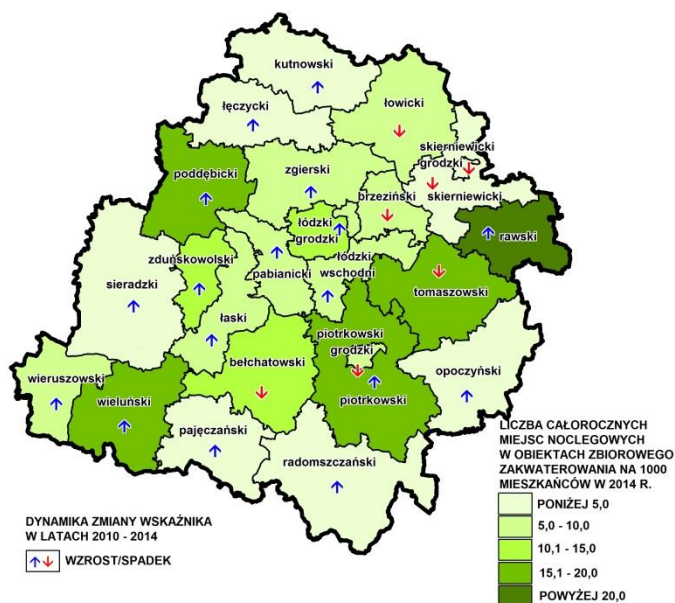 kutnowski
łęczycki
łowicki
skierniewicki
grodzki
skierniewicki
poddębicki
zgierski
brzeziński
łódzki
grodzki
rawski
zduńskowolski
pabianicki
łódzki
wschodni
sieradzki
tomaszowski
łaski
piotrkowski
grodzki
bełchatowski
opoczyński
wieruszowski
wieluński
piotrkowski
pajęczański
radomszczański
LICZBA CAŁOROCZNYCH
MIEJSC NOCLEGOWYCH
W OBIEKTACH ZBIOROWEGO
ZAKWATEROWANIA NA 1000
MIESZKAŃCÓW W 2014 R.
PONIŻEJ 5,0
5,0 - 10,0
10,1 - 15,0
15,1 - 20,0
POWYŻEJ 20,0
DYNAMIKA ZMIANY WSKAŹNIKA
W LATACH 2010 - 2014
WZROST/SPADEK